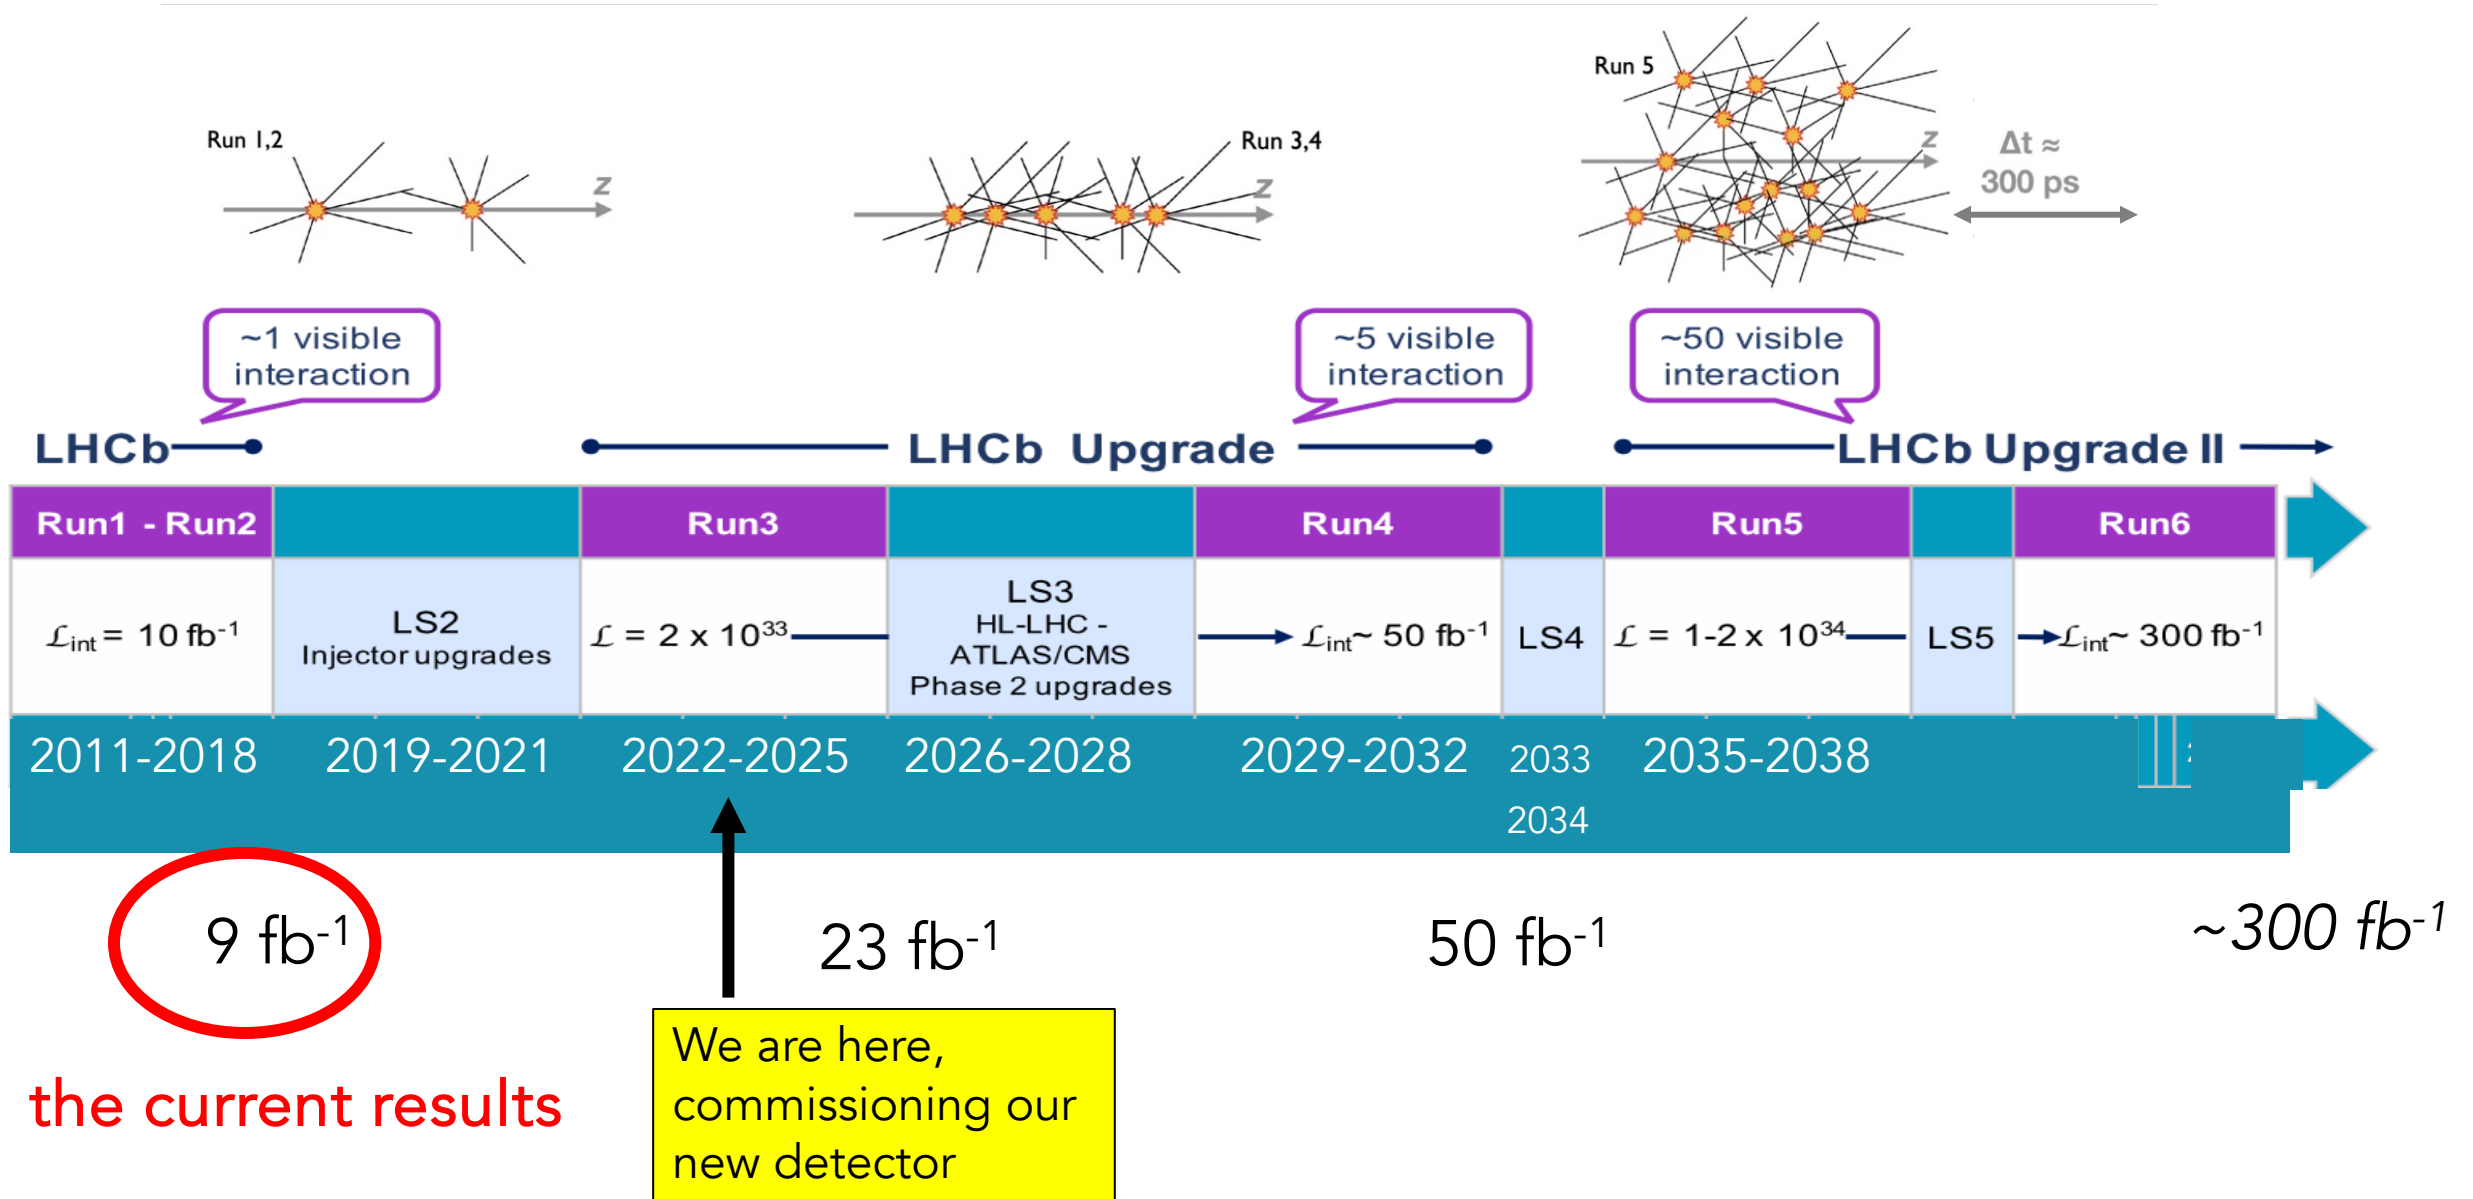 Run 5
Run 1,2
Run 3,4
z
z
z
Δt ≈
300 ps
~1 visible
interaction
~5 visible
interaction
~50 visible
interaction
LHCb
LHCb Upgrade
LHCb Upgrade II
Run1 - Run2
Run3
Run4
Run5
Run6
ℒint = 10 fb⁻¹
LS2
Injector upgrades
ℒ = 2 x 10³³
LS3
HL-LHC -
ATLAS/CMS
Phase 2 upgrades
ℒint~ 50 fb⁻¹
LS4
ℒ = 1-2 x 10³⁴
LS5
ℒint~ 300 fb⁻¹
2011-2018
2019-2021
2022-2025
2026-2028
2029-2032
2033
2034
2035-2038
9 fb⁻¹
23 fb⁻¹
50 fb⁻¹
~300 fb⁻¹
the current results
We are here,
commissioning our
new detector